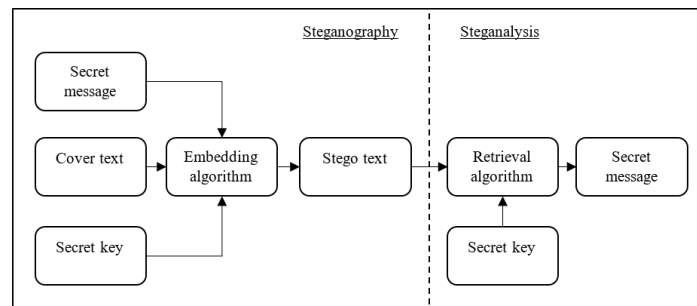 Steganography
Steganalysis
Secret
message
Cover text
Embedding
algorithm
Stego text
Retrieval
algorithm
Secret
message
Secret key
Secret key